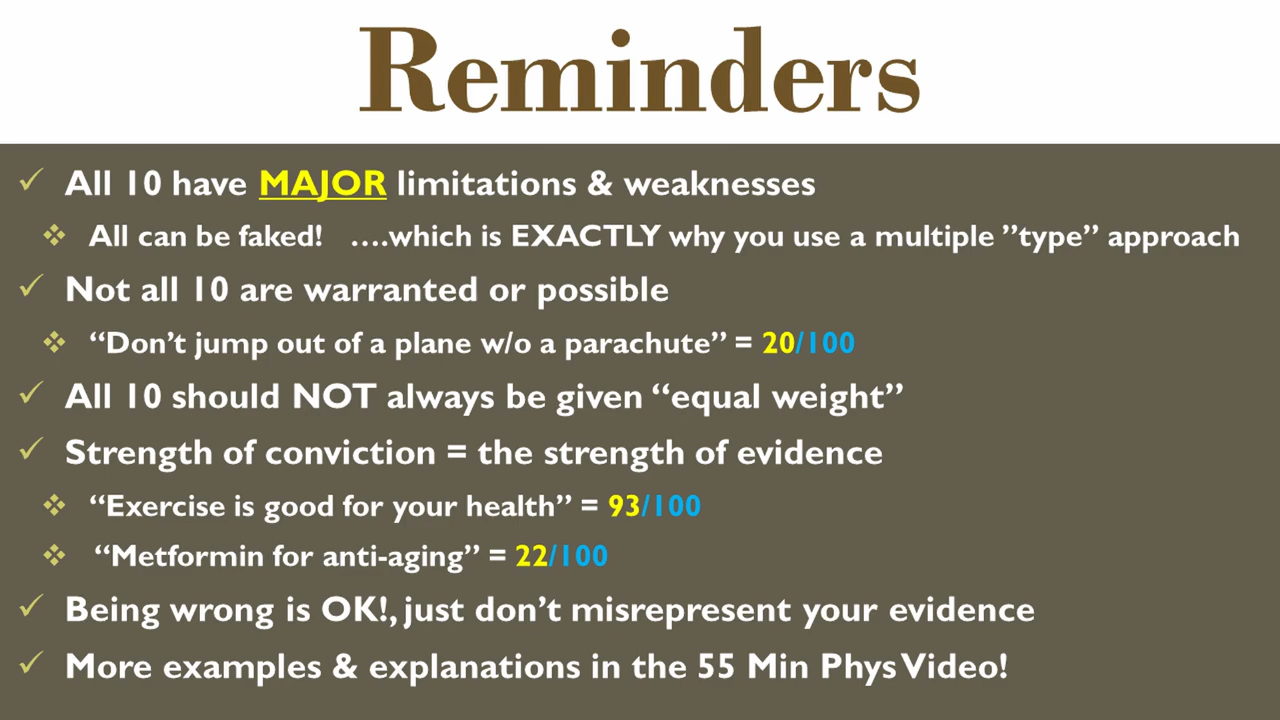 Reminders
All 10 have MAJOR limitations & weaknesses
All can be faked! ….which is EXACTLY why you use a multiple ”type” approach
Not all 10 are warranted or possible
“Don’t jump out of a plane w/o a parachute” = 20/100
All 10 should NOT always be given “equal weight”
Strength of conviction = the strength of evidence
“Exercise is good for your health” = 93/100
“Metformin for anti-aging” = 22/100
Being wrong is OK!, just don’t misrepresent your evidence
More examples & explanations in the 55 Min Phys Video!